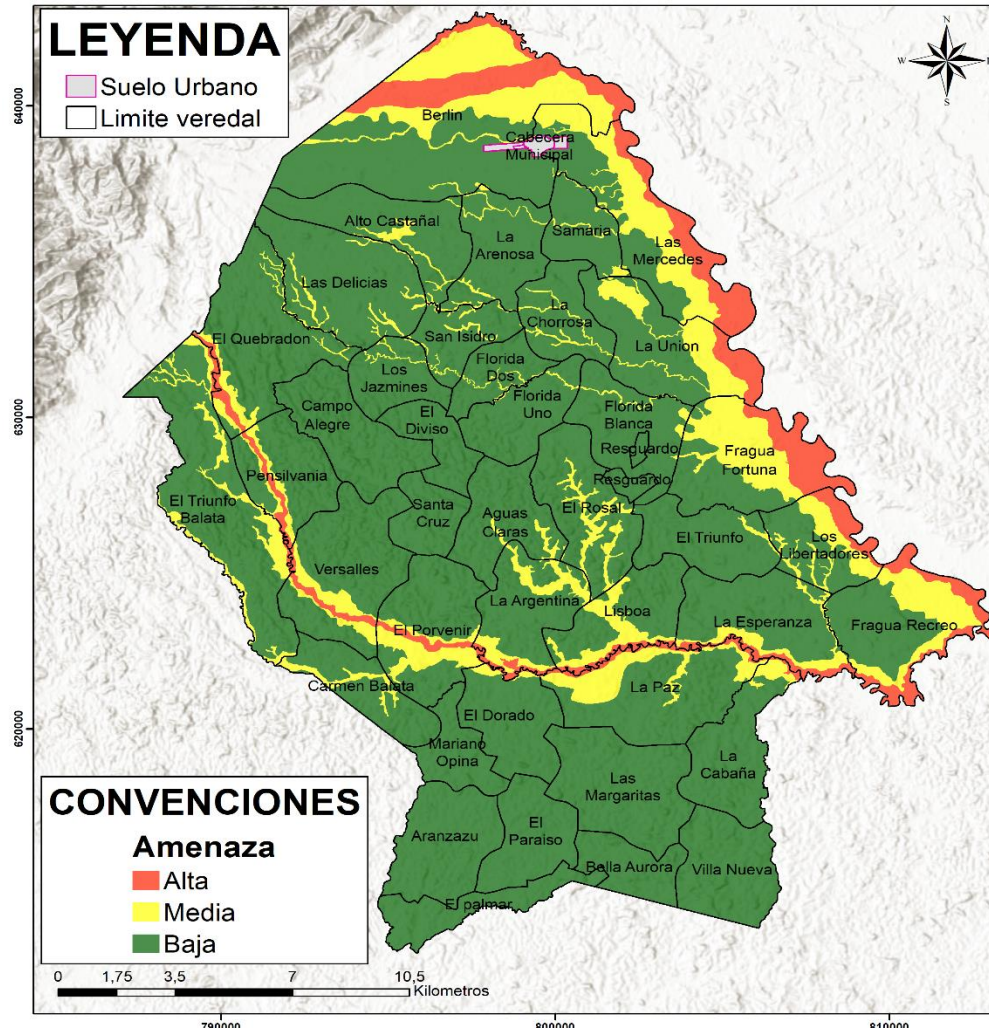 LEYENDA
Suelo Urbano
Limite veredal
N
W
E
S
640000
630000
620000
Berlin
Cabecera
Municipal
Alto Castañal
La
Arenosa
Samaria
Las
Mercedes
Las Delicias
El Quebradon
San Isidro
La
Chorrosa
La Union
Los
Jazmines
Florida
Dos
Florida
Uno
Campo
Alegre
El
Diviso
Florida
Blanca
Resguardo
Resguardo
Fragua
Fortuna
Pensilvania
El Triunfo
Balata
Santa
Cruz
Aguas
Claras
El Rosal
El Triunfo
Los
Libertadores
Versalles
La Argentina
Lisboa
La Esperanza
Fragua Recreo
El Porvenir
Carmen Balata
La Paz
El Dorado
Mariano
Opina
La
Cabaña
Las
Margaritas
Aranzazu
El
Paraiso
Bella Aurora
Villa Nueva
El palmar
CONVENCIONES
Amenaza
Alta
Media
Baja
0 1,75 3,5 7 10,5
Kilometros
790000
800000
810000